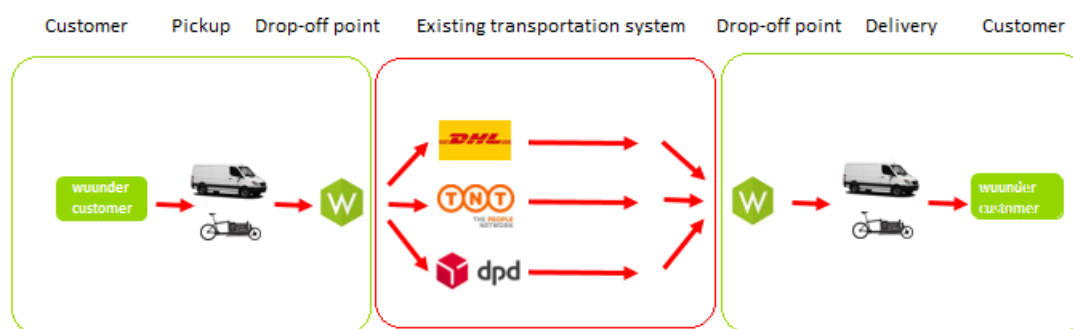 Customer Pickup Drop-off point Existing transportation system Drop-off point Delivery Customer
DHL
wuunder
customer
W
TNT
THE PEOPLE
NETWORK
W
wuunder
customer
dpd